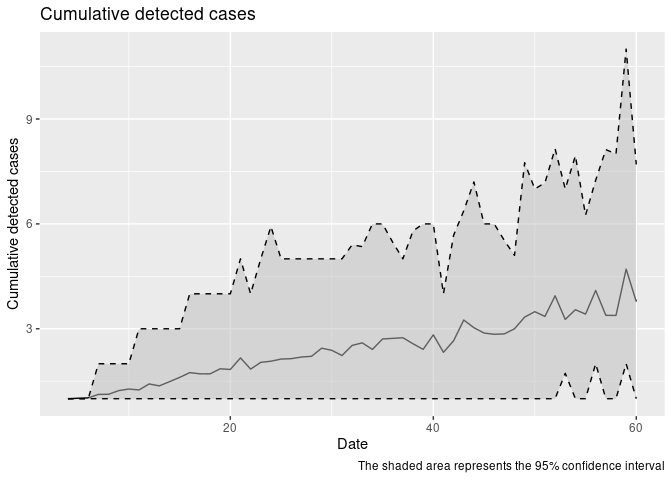 Cumulative detected cases
Cumulative detected cases
9
6
3
20
40
60
Date
The shaded area represents the 95% confidence interval